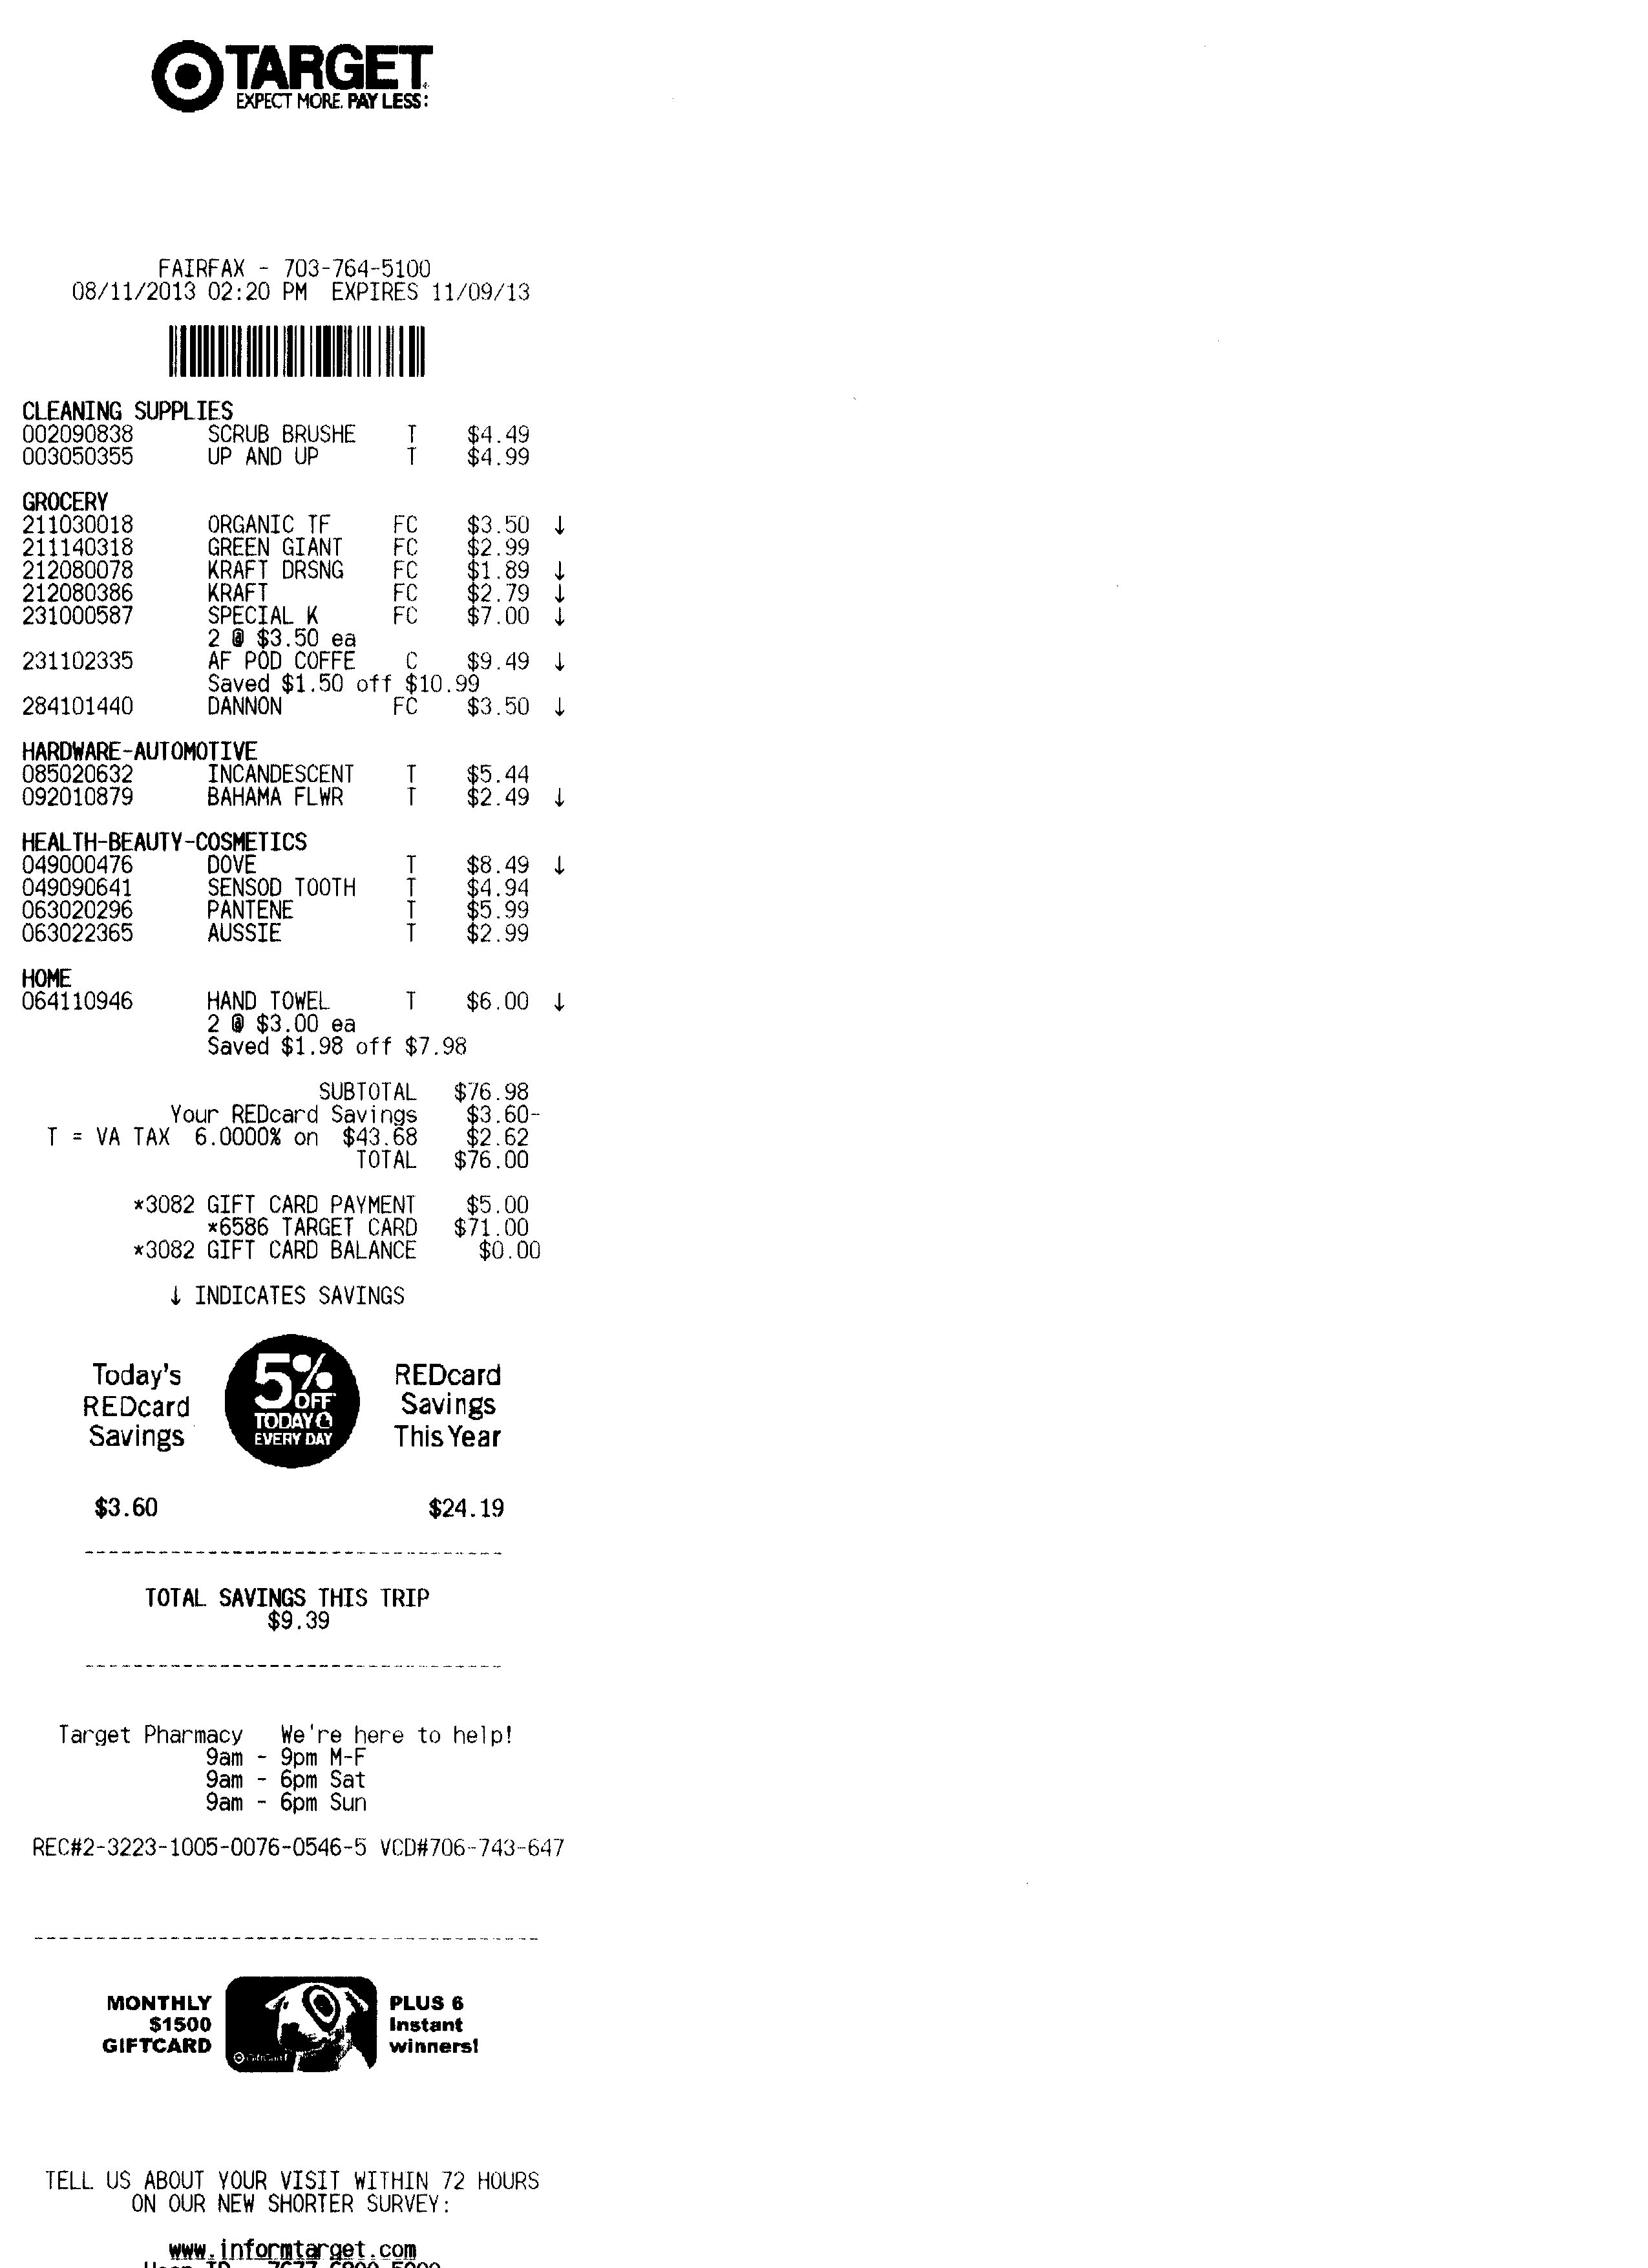 TARGET
EXPECT MORE. PAY LESS.
FAIRFAX - 703-764-5100
08/11/2013 02:20 PM EXPIRES 11/09/13
CLEANING SUPPLIES
002090838 SCRUB BRUSHE T $4.49
003050355 UP AND UP T $4.99
GROCERY
211030018 ORGANIC TF FC $3.50 ↓
211140318 GREEN GIANT FC $2.99
212080078 KRAFT DRSNG FC $1.89 ↓
212080386 KRAFT FC $2.79 ↓
231000587 SPECIAL K FC $7.00 ↓
2 @ $3.50 ea
231102335 AF POD COFFE C $9.49 ↓
Saved $1.50 off $10.99
284101440 DANNON FC $3.50 ↓
HARDWARE-AUTOMOTIVE
085020632 INCANDESCENT T $5.44
092010879 BAHAMA FLWR T $2.49 ↓
HEALTH-BEAUTY-COSMETICS
049000476 DOVE T $8.49 ↓
049090641 SENSOD TOOTH T $4.94
063020296 PANTENE T $5.99
063022365 AUSSIE T $2.99
HOME
064110946 HAND TOWEL T $6.00 ↓
2 @ $3.00 ea
Saved $1.98 off $7.98
SUBTOTAL $76.98
Your REDcard Savings $3.60-
T = VA TAX 6.0000% on $43.68 $2.62
TOTAL $76.00
*3082 GIFT CARD PAYMENT $5.00
*6586 TARGET CARD $71.00
*3082 GIFT CARD BALANCE $0.00
↓ INDICATES SAVINGS
Today's REDcard Savings
5% OFF TODAY & EVERY DAY
REDcard Savings This Year
$3.60 $24.19
TOTAL SAVINGS THIS TRIP
$9.39
Target Pharmacy We're here to help!
9am - 9pm M-F
9am - 6pm Sat
9am - 6pm Sun
REC#2-3223-1005-0076-0546-5 VCD#706-743-647
MONTHLY PLUS 6
$1500 Instant
GIFTCARD winners!
TELL US ABOUT YOUR VISIT WITHIN 72 HOURS
ON OUR NEW SHORTER SURVEY:
www.informtarget.com